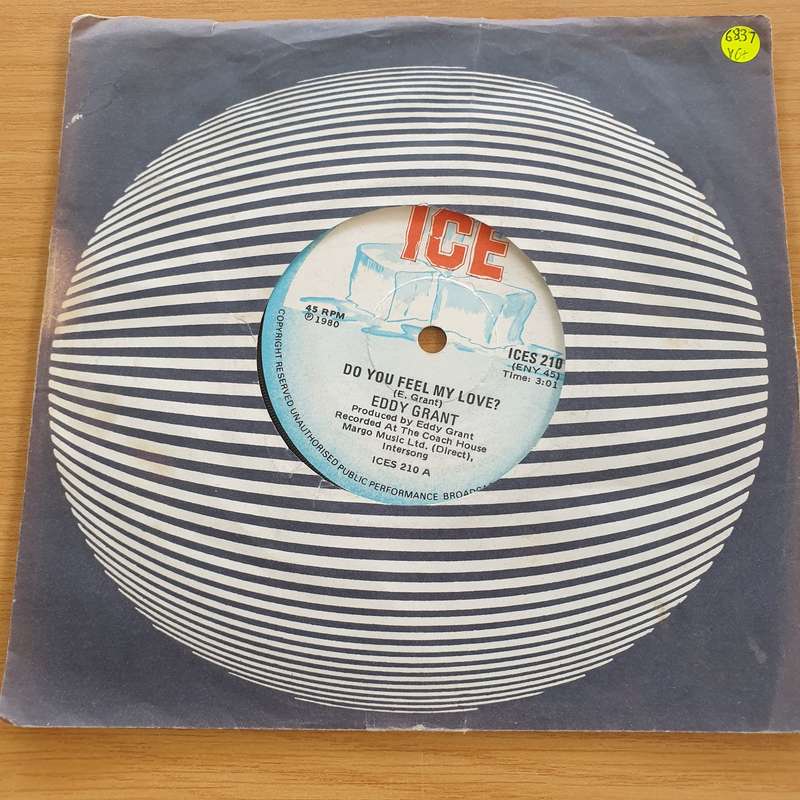 6837
VG+
ICE
45 RPM
℗ 1980
ICES 210
(ENY 45)
Time: 3:01
DO YOU FEEL MY LOVE?
(E. Grant)
EDDY GRANT
Produced by Eddy Grant
Recorded At The Coach House
Margo Music Ltd. (Direct),
Intersong
ICES 210 A
COPYRIGHT RESERVED UNAUTHORISED PUBLIC PERFORMANCE